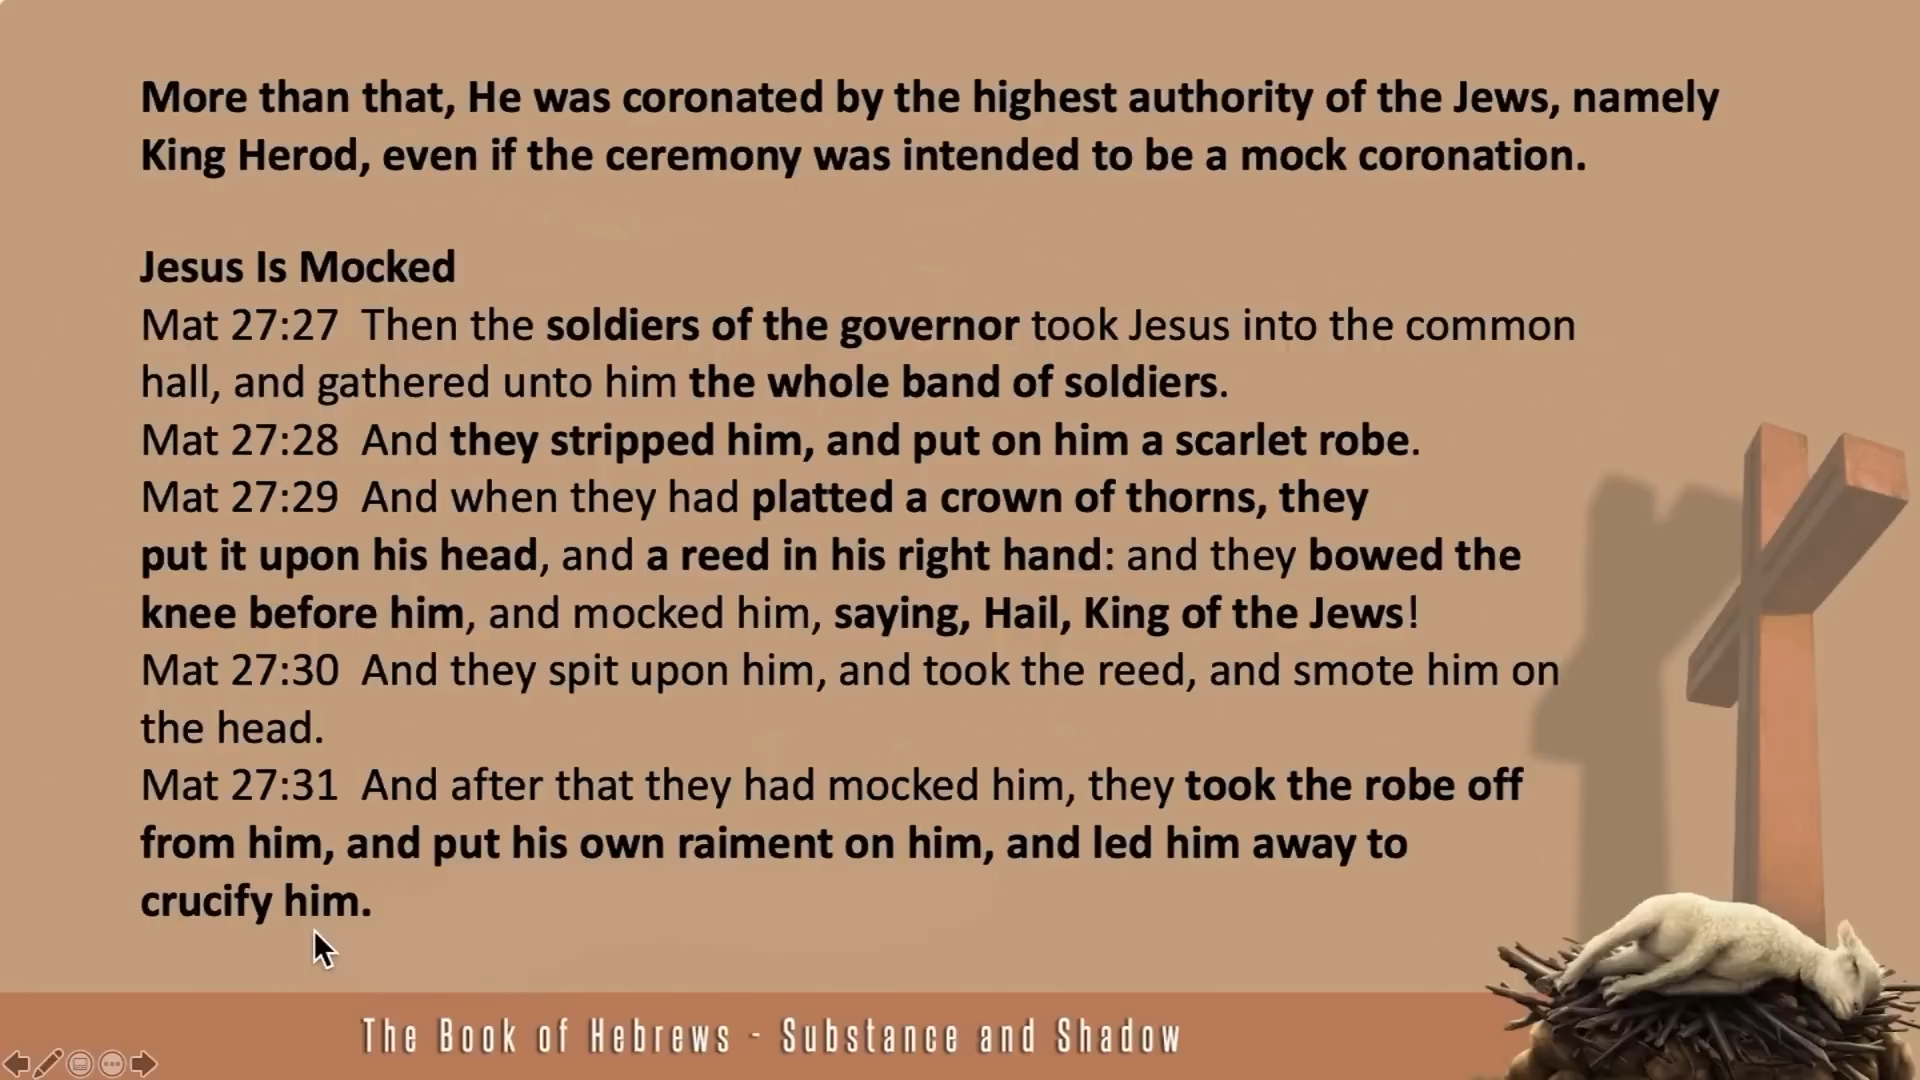 More than that, He was coronated by the highest authority of the Jews, namely
King Herod, even if the ceremony was intended to be a mock coronation.
Jesus Is Mocked
Mat 27:27 Then the soldiers of the governor took Jesus into the common
hall, and gathered unto him the whole band of soldiers.
Mat 27:28 And they stripped him, and put on him a scarlet robe.
Mat 27:29 And when they had platted a crown of thorns, they
put it upon his head, and a reed in his right hand: and they bowed the
knee before him, and mocked him, saying, Hail, King of the Jews!
Mat 27:30 And they spit upon him, and took the reed, and smote him on
the head.
Mat 27:31 And after that they had mocked him, they took the robe off
from him, and put his own raiment on him, and led him away to
crucify him.
The Book of Hebrews - Substance and Shadow